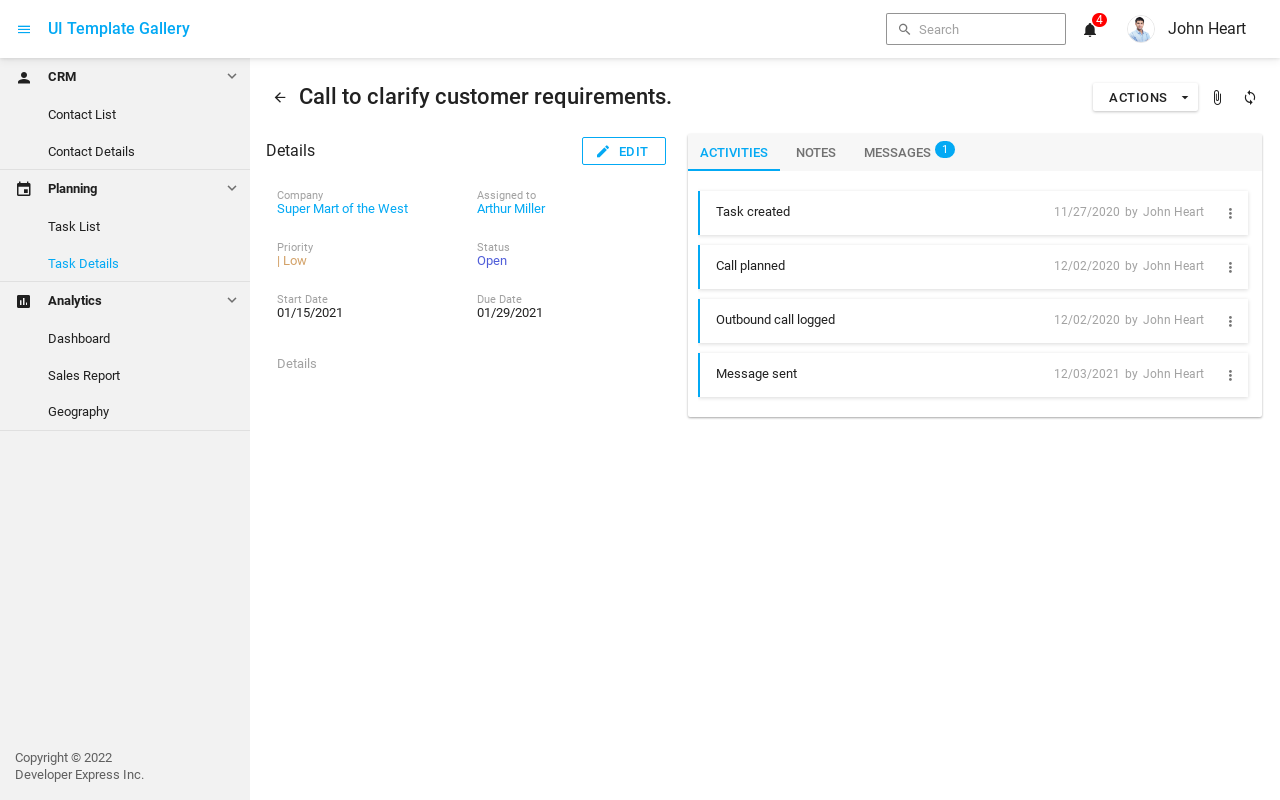 UI Template Gallery
Search
4
John Heart
CRM
Contact List
Contact Details
Planning
Task List
Task Details
Analytics
Dashboard
Sales Report
Geography
Copyright © 2022
Developer Express Inc.
Call to clarify customer requirements.
ACTIONS
Details
EDIT
Company
Super Mart of the West
Assigned to
Arthur Miller
Priority
| Low
Status
Open
Start Date
01/15/2021
Due Date
01/29/2021
Details
ACTIVITIES NOTES MESSAGES 1
Task created 11/27/2020 by John Heart
Call planned 12/02/2020 by John Heart
Outbound call logged 12/02/2020 by John Heart
Message sent 12/03/2021 by John Heart